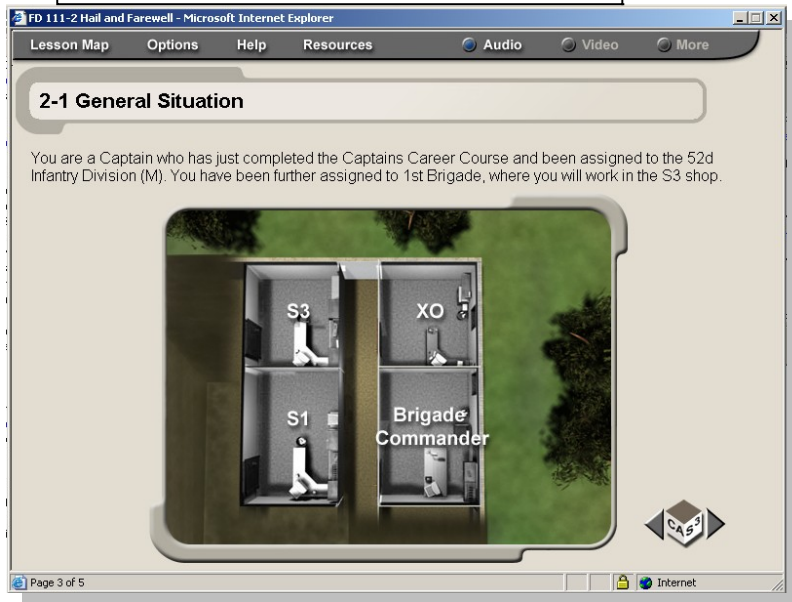 FD 111-2 Hail and Farewell - Microsoft Internet Explorer
Lesson Map Options Help Resources Audio Video More
2-1 General Situation
You are a Captain who has just completed the Captains Career Course and been assigned to the 52d
Infantry Division (M). You have been further assigned to 1st Brigade, where you will work in the S3 shop.
S3 XO
S1 Brigade
Commander
CAS3
Page 3 of 5 Internet